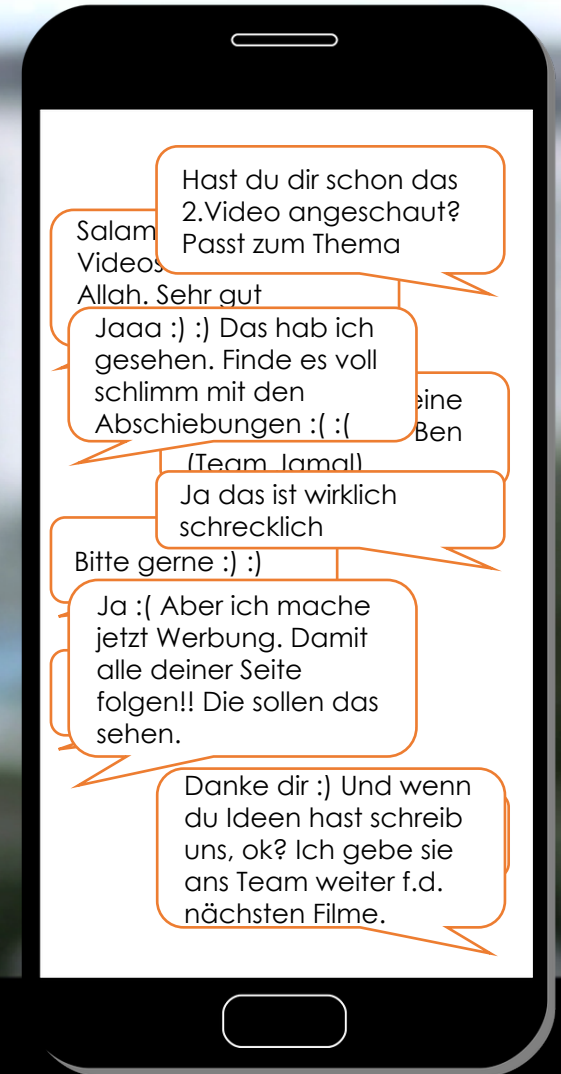 Hast du dir schon das
2.Video angeschaut?
Passt zum Thema
Salam
Videos
Allah. Sehr gut
Jaaa :) :) Das hab ich
gesehen. Finde es voll
schlimm mit den
Abschiebungen :( :(
eine
Ben
(Team Jamal)
Ja das ist wirklich
schrecklich
Bitte gerne :) :)
Ja :( Aber ich mache
jetzt Werbung. Damit
alle deiner Seite
folgen!! Die sollen das
sehen.
Danke dir :) Und wenn
du Ideen hast schreib
uns, ok? Ich gebe sie
ans Team weiter f.d.
nächsten Filme.